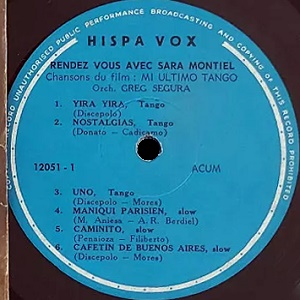 RECORD UNAUTHORISED PUBLIC PERFORMANCE BROADCASTING AND COPYING OF THIS RECORD
HISPA VOX
RENDEZ VOUS AVEC SARA MONTIEL
Chansons du film : MI ULTIMO TANGO
Orch. GREG SEGURA
1. YIRA YIRA, Tango
(Discepolo)
2. NOSTALGIAS, Tango
(Donato - Cadicamo)
12051 - 1
ACUM
3. UNO, Tango
(Discepolo - Mores)
4. MANIQUI PARISIEN, slow
(M. Aniesa - A. R. Berdiel)
5. CAMINITO, slow
(Penaloza - Filiberto)
6. CAFETIN DE BUENOS AIRES, slow
(Discepolo - Mores)